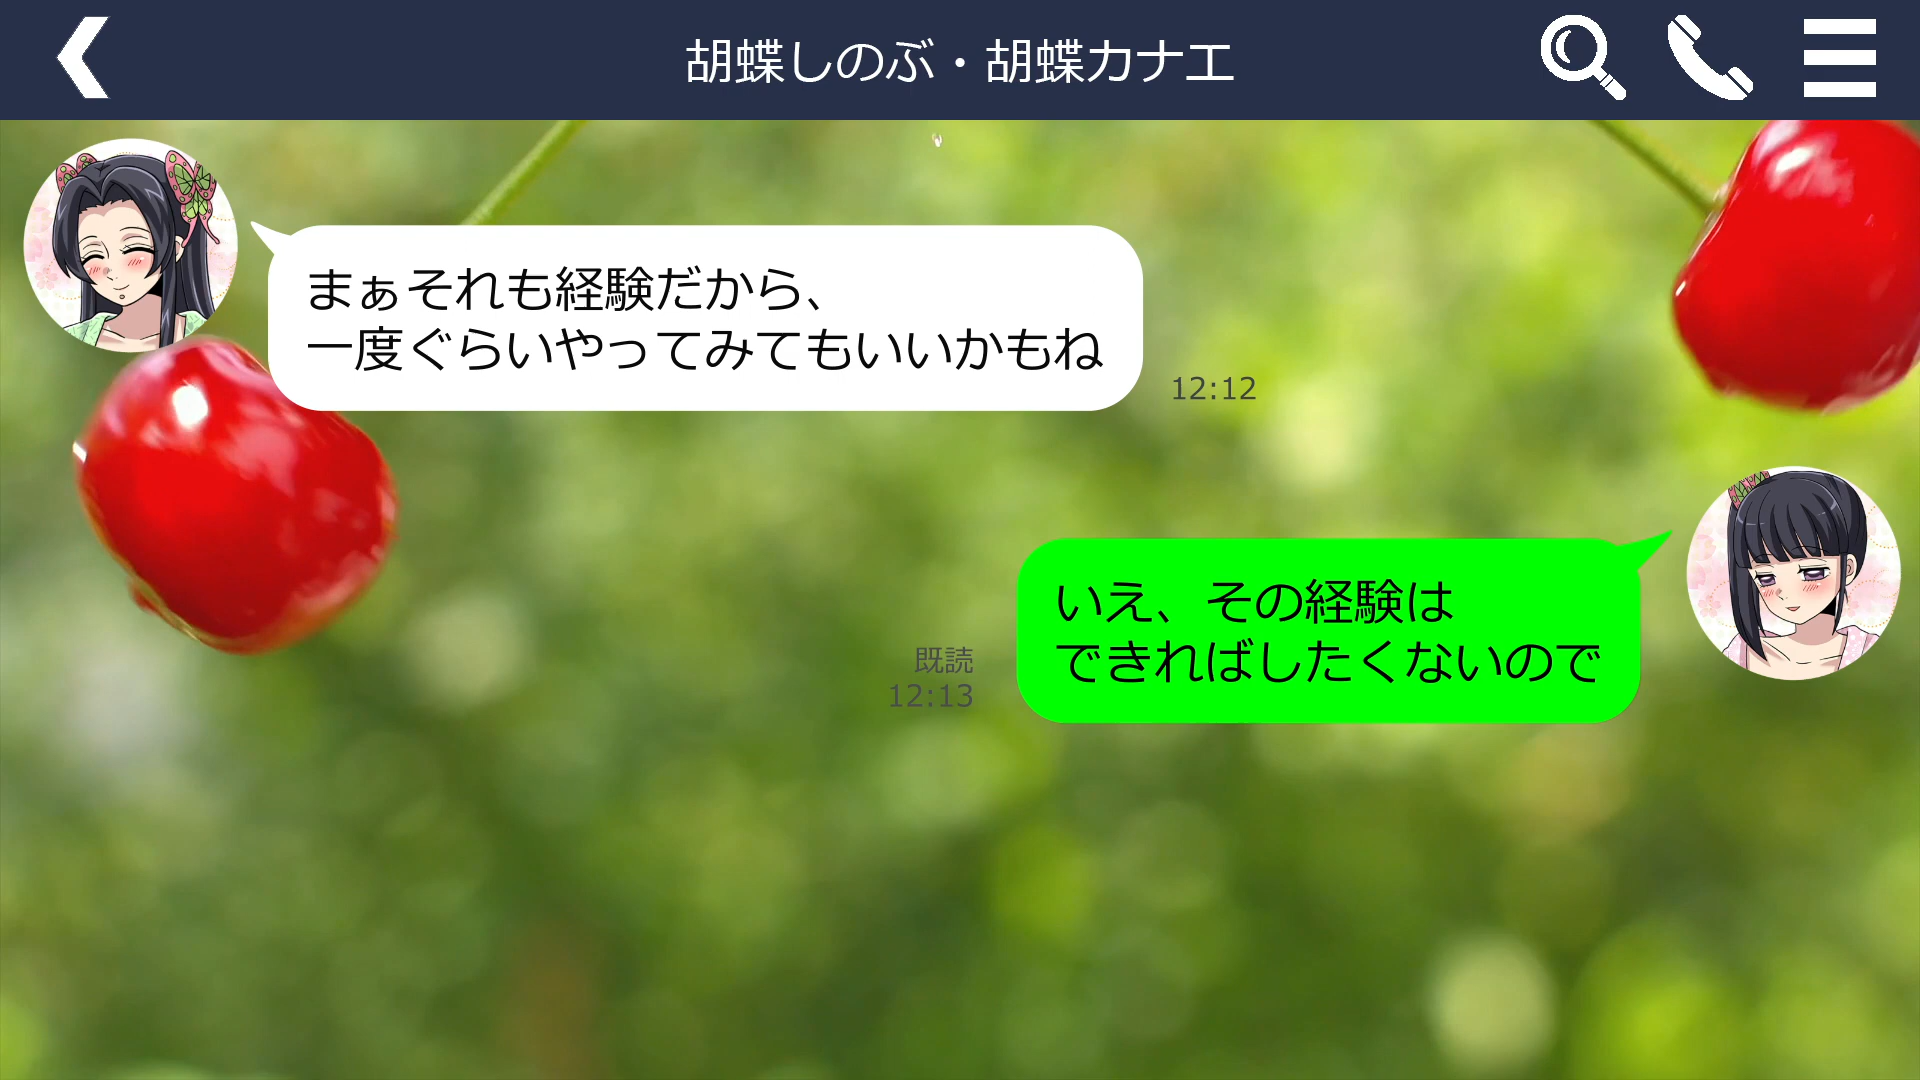 胡蝶しのぶ・胡蝶カナエ
まぁそれも経験だから、
一度ぐらいやってみてもいいかもね
12:12
いえ、その経験は
できればしたくないので
既読
12:13